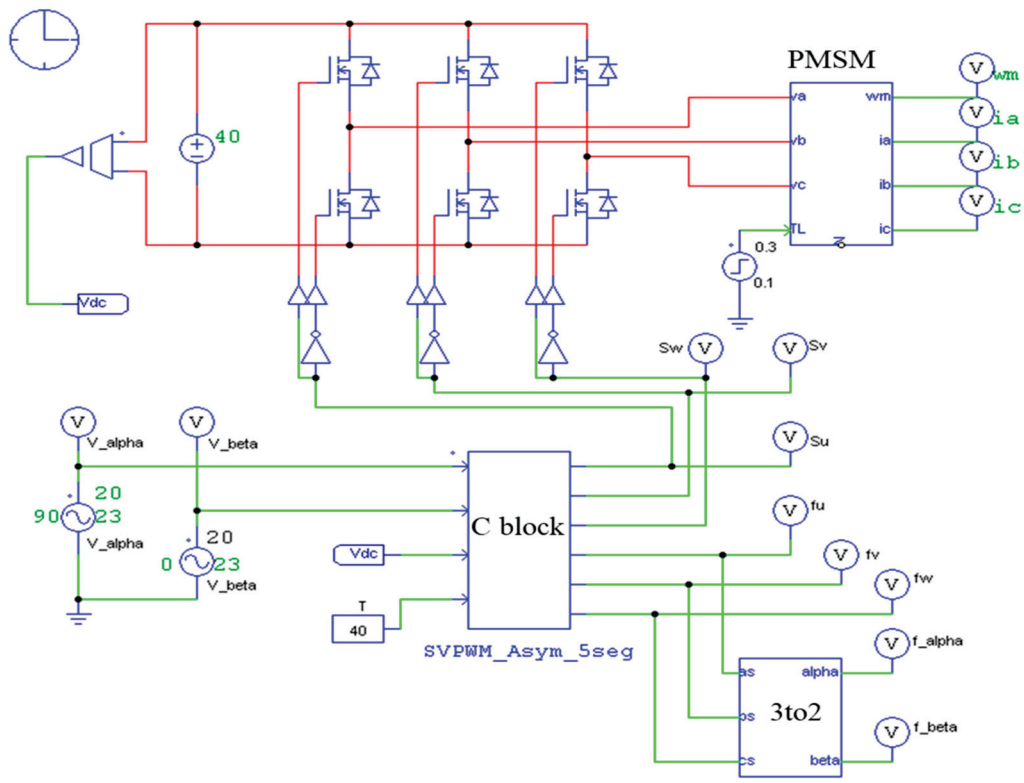 PMSM
V
wm
va
wm
V
ia
40
vb
ia
V
ib
vc
ib
V
ic
TL
ic
0.3
0.1
Vdc
Sw
V
V
Sv
V
V
V_alpha
V_beta
V
Su
20
90
23
V_alpha
20
0
23
V_beta
C block
V
fu
Vdc
V
fv
V
fw
T
40
SVPWM_Asym_5seg
V
f_alpha
as
alpha
bs
3to2
V
f_beta
cs
beta